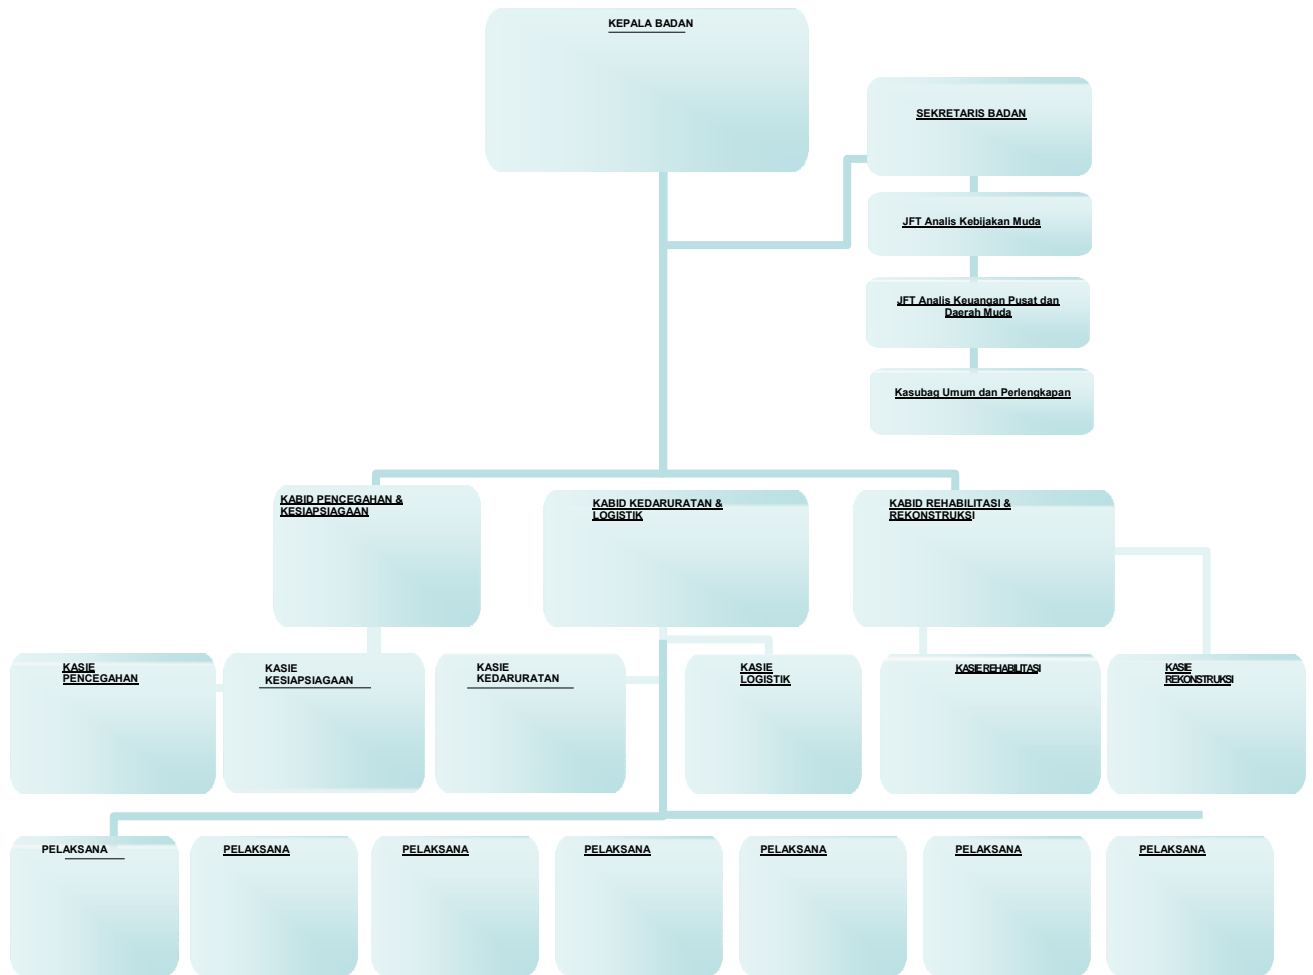 KEPALA BADAN
SEKRETARIS BADAN
JFT Analis Kebijakan Muda
JFT Analis Keuangan Pusat dan
Daerah Muda
Kasubag Umum dan Perlengkapan
KABID PENCEGAHAN &
KESIAPSIAGAAN
KABID KEDARURATAN &
LOGISTIK
KABID REHABILITASI &
REKONSTRUKSI
KASIE
PENCEGAHAN
KASIE
KESIAPSIAGAAN
KASIE
KEDARURATAN
KASIE
LOGISTIK
KASIE REHABILITASI
KASIE
REKONSTRUKSI
PELAKSANA
PELAKSANA
PELAKSANA
PELAKSANA
PELAKSANA
PELAKSANA
PELAKSANA